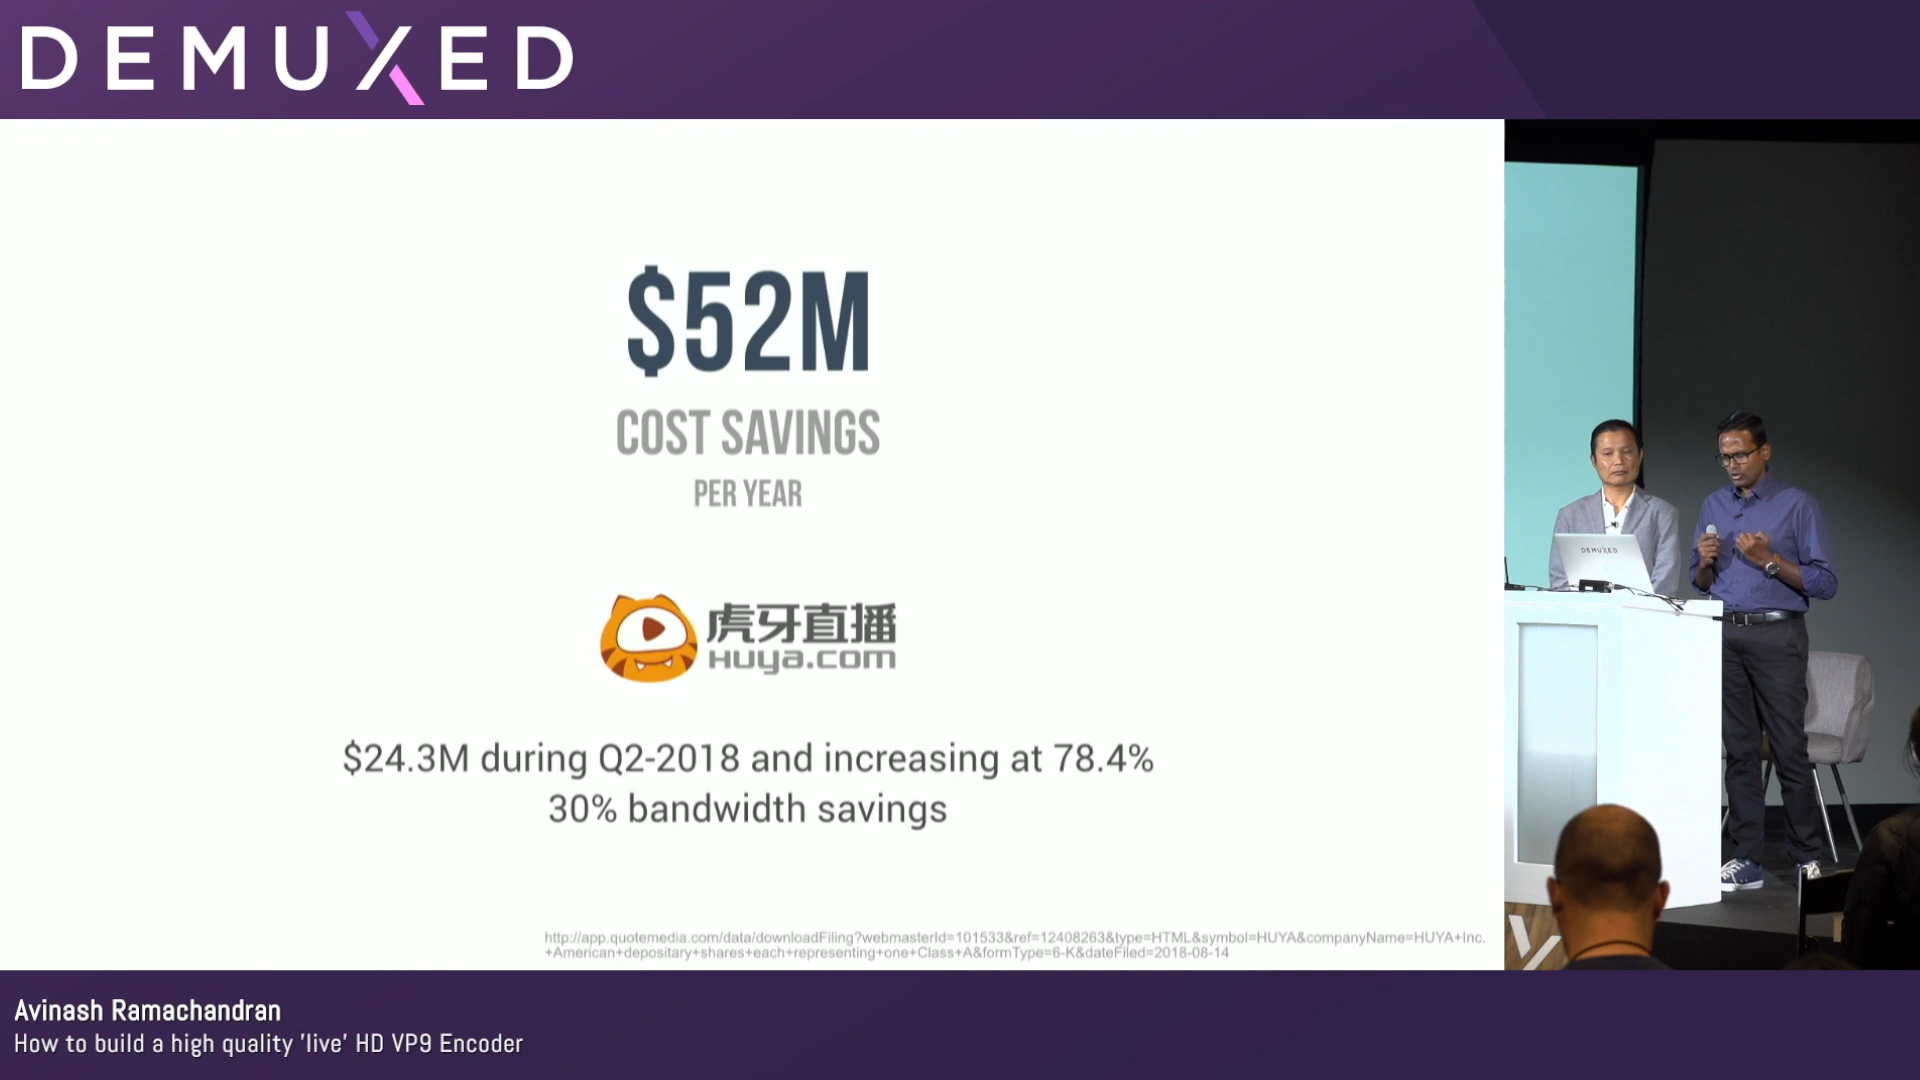 DEMUXED
$52M
COST SAVINGS
PER YEAR
虎牙直播
HUYA.COM
$24.3M during Q2-2018 and increasing at 78.4%
30% bandwidth savings
http://app.quotemedia.com/data/downloadFiling?webmasterId=101533&ref=12408263&type=HTML&symbol=HUYA&companyName=HUYA+Inc.
+American+depositary+shares+each+representing+one+Class+A&formType=6-K&dateFiled=2018-08-14
DEMUXED
Avinash Ramachandran
How to build a high quality 'live' HD VP9 Encoder